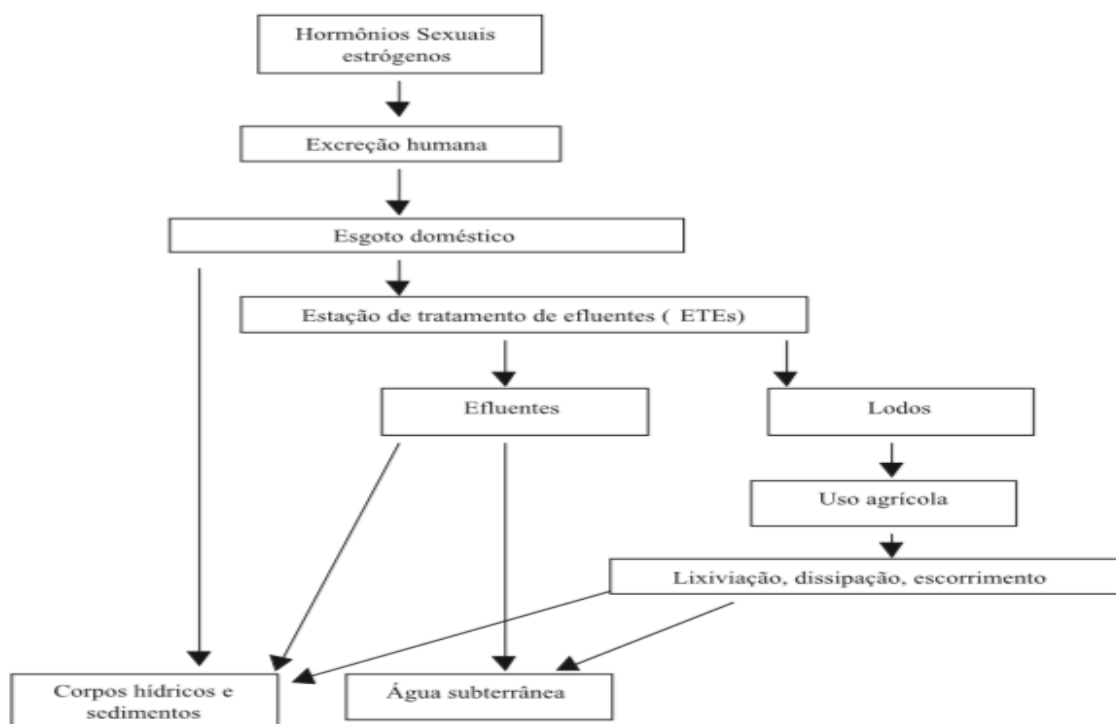 Hormônios Sexuais
estrógenos
Excreção humana
Esgoto doméstico
Estação de tratamento de efluentes ( ETEs)
Efluentes
Lodos
Uso agrícola
Lixiviação, dissipação, escorrimento
Corpos hídricos e
sedimentos
Água subterrânea